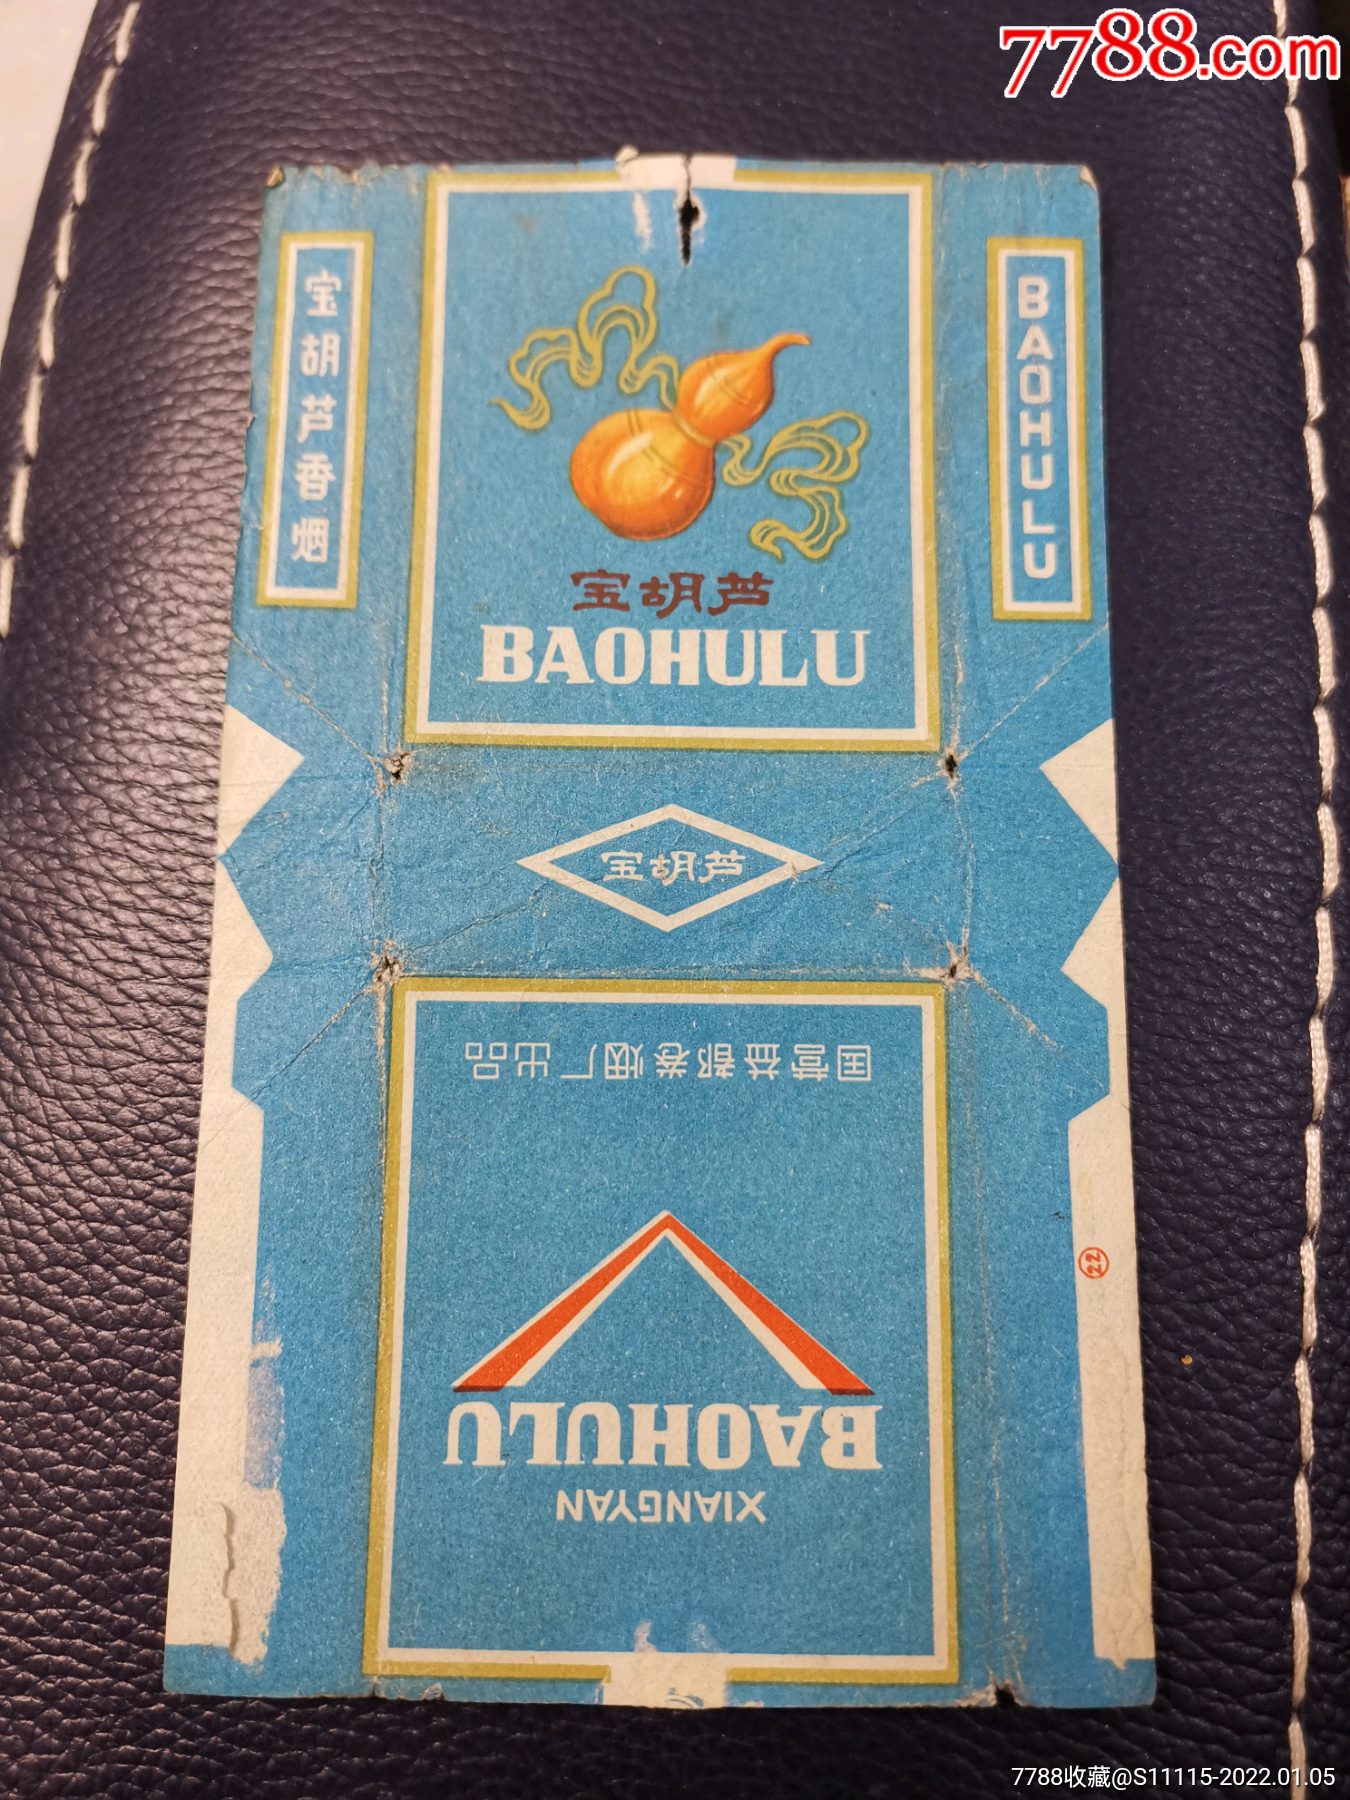 7788.com
宝胡芦香烟
BAOHULU
宝胡芦
BAOHULU
宝胡芦
国营益都卷烟厂出品
22
BAOHULU
XIANGYAN
7788收藏@S11115-2022.01.05